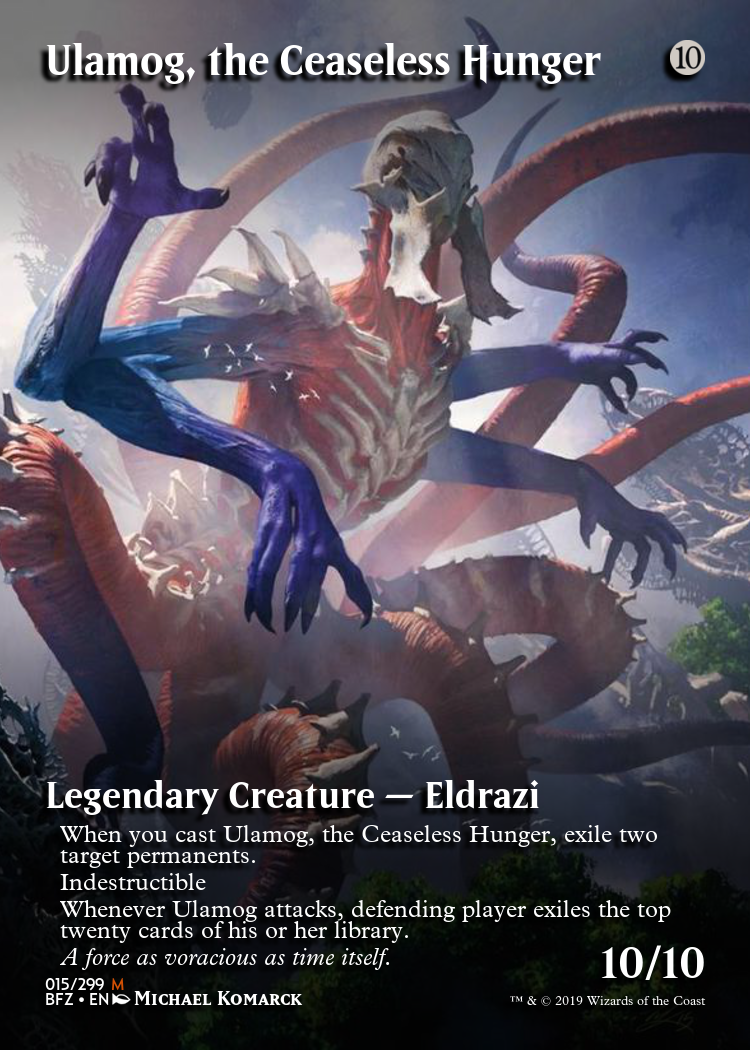 Ulamog, the Ceaseless Hunger 10
Legendary Creature — Eldrazi
When you cast Ulamog, the Ceaseless Hunger, exile two
target permanents.
Indestructible
Whenever Ulamog attacks, defending player exiles the top
twenty cards of his or her library.
A force as voracious as time itself.
10/10
015/299 M
BFZ • EN Michael Komarck
™ & © 2019 Wizards of the Coast